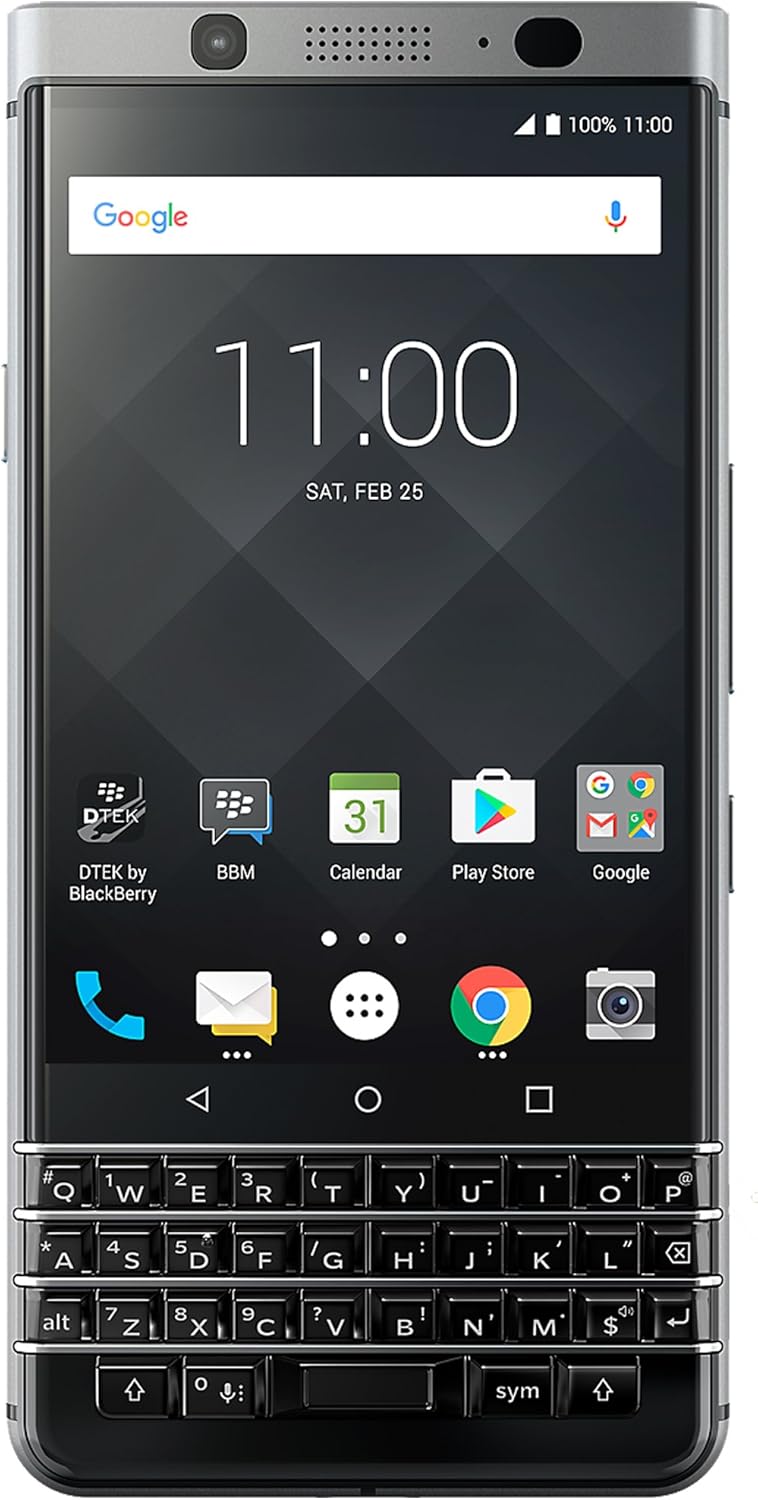 100% 11:00
Google
11:00
SAT, FEB 25
DTEK
31
G
G
DTEK by BlackBerry
BBM
Calendar
Play Store
Google
# Q 1 W 2 E 3 R ( T Y ) U _ I - O + P @
* A 4 S 5 D 6 F / G H : J ; K ' L "
alt 7 Z 8 X 9 C ? V B ! N , M . $
0 sym